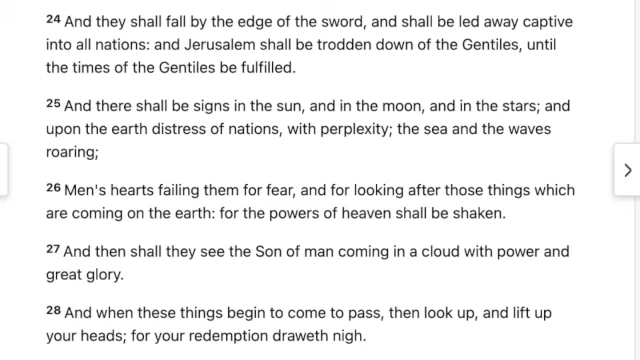 24 And they shall fall by the edge of the sword, and shall be led away captive
into all nations: and Jerusalem shall be trodden down of the Gentiles, until
the times of the Gentiles be fulfilled.
25 And there shall be signs in the sun, and in the moon, and in the stars; and
upon the earth distress of nations, with perplexity; the sea and the waves
roaring;
26 Men's hearts failing them for fear, and for looking after those things which
are coming on the earth: for the powers of heaven shall be shaken.
27 And then shall they see the Son of man coming in a cloud with power and
great glory.
28 And when these things begin to come to pass, then look up, and lift up
your heads; for your redemption draweth nigh.